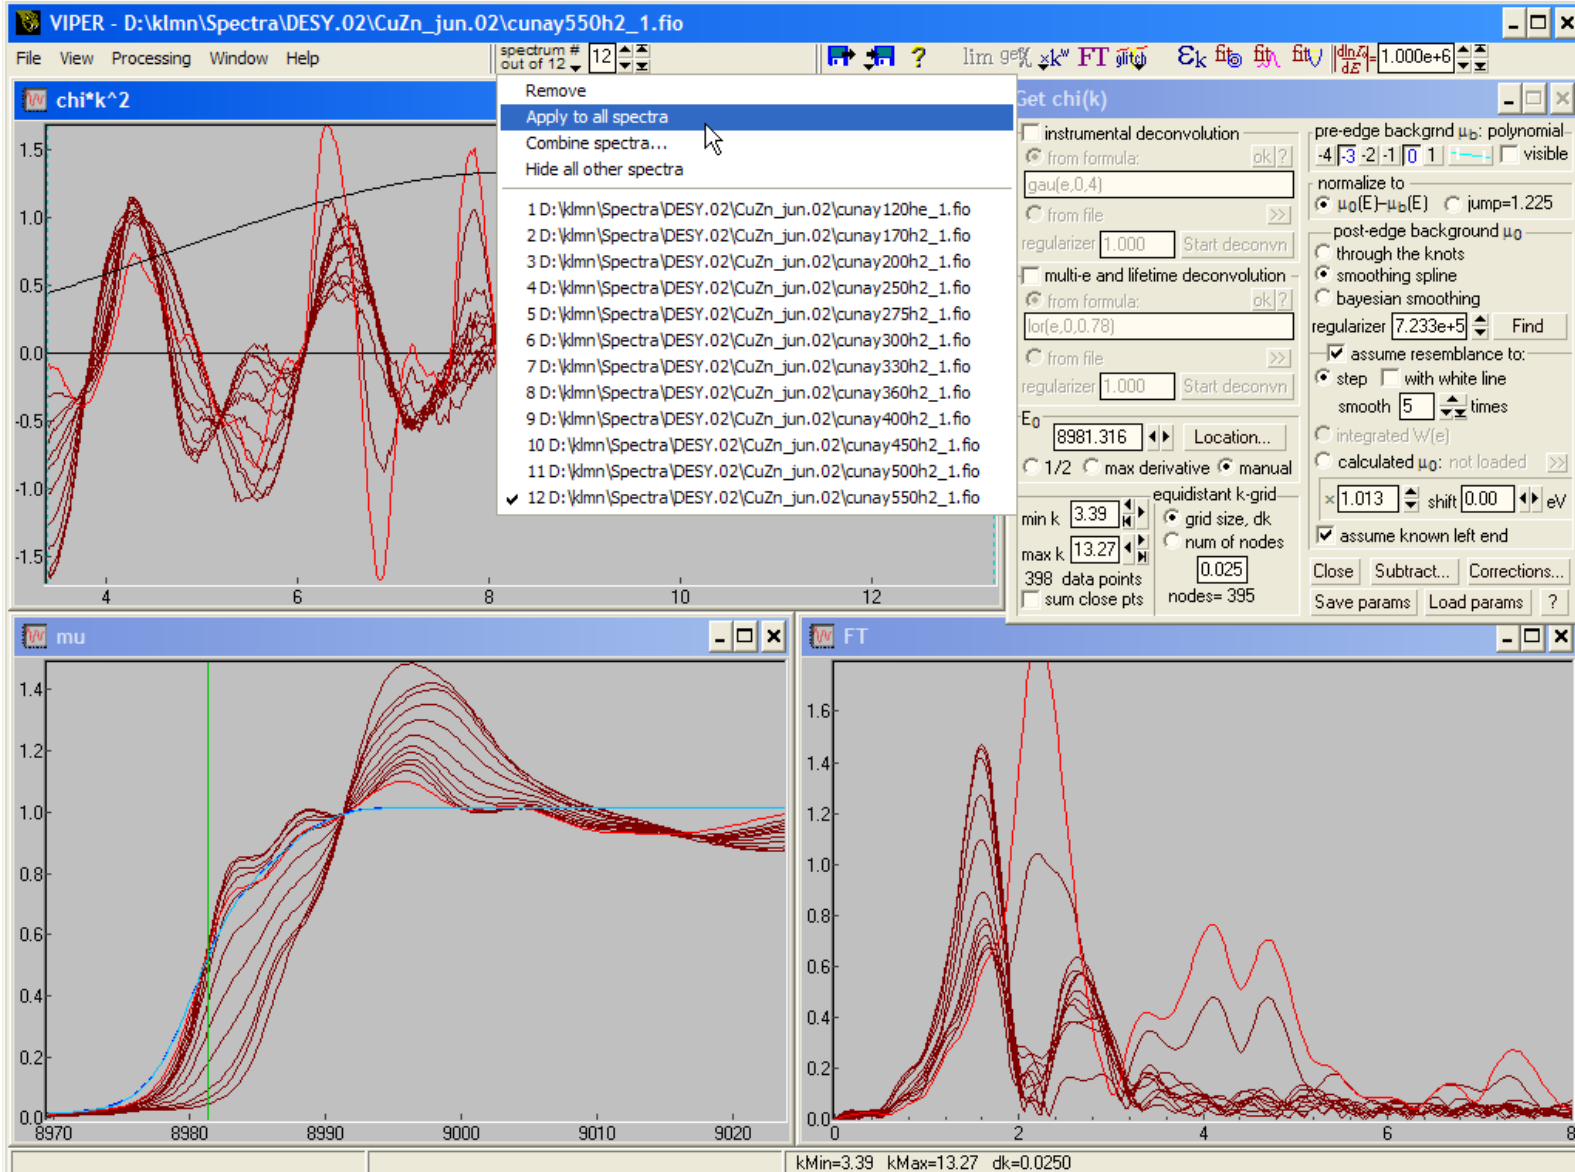 VIPER - D:\klmn\Spectra\DESY.02\CuZn_jun.02\cunay550h2_1.fio
File View Processing Window Help
spectrum #
out of 12
12
? lim ge χ ×k^w FT glitch εk fit fit fit dlnI0/dE = 1.000e+6
chi*k^2
Remove
Apply to all spectra
Combine spectra...
Hide all other spectra
1 D:\klmn\Spectra\DESY.02\CuZn_jun.02\cunay120he_1.fio
2 D:\klmn\Spectra\DESY.02\CuZn_jun.02\cunay170h2_1.fio
3 D:\klmn\Spectra\DESY.02\CuZn_jun.02\cunay200h2_1.fio
4 D:\klmn\Spectra\DESY.02\CuZn_jun.02\cunay250h2_1.fio
5 D:\klmn\Spectra\DESY.02\CuZn_jun.02\cunay275h2_1.fio
6 D:\klmn\Spectra\DESY.02\CuZn_jun.02\cunay300h2_1.fio
7 D:\klmn\Spectra\DESY.02\CuZn_jun.02\cunay330h2_1.fio
8 D:\klmn\Spectra\DESY.02\CuZn_jun.02\cunay360h2_1.fio
9 D:\klmn\Spectra\DESY.02\CuZn_jun.02\cunay400h2_1.fio
10 D:\klmn\Spectra\DESY.02\CuZn_jun.02\cunay450h2_1.fio
11 D:\klmn\Spectra\DESY.02\CuZn_jun.02\cunay500h2_1.fio
12 D:\klmn\Spectra\DESY.02\CuZn_jun.02\cunay550h2_1.fio
1.5
1.0
0.5
0.0
-0.5
-1.0
-1.5
4 6 8 10 12
Get chi(k)
instrumental deconvolution
from formula: ok ?
gau(e,0,4)
from file >>
regularizer 1.000 Start deconvn
multi-e and lifetime deconvolution
from formula: ok ?
lor(e,0,0.78)
from file >>
regularizer 1.000 Start deconvn
E0
8981.316 Location...
1/2 max derivative manual
min k 3.39
max k 13.27
398 data points
sum close pts
equidistant k-grid
grid size, dk
num of nodes
0.025
nodes= 395
pre-edge backgrnd μb: polynomial
-4 -3 -2 -1 0 1 visible
normalize to
μ0(E)-μb(E) jump=1.225
post-edge background μ0
through the knots
smoothing spline
bayesian smoothing
regularizer 7.233e+5 Find
assume resemblance to:
step with white line
smooth 5 times
integrated W(e)
calculated μ0: not loaded >>
×1.013 shift 0.00 eV
assume known left end
Close Subtract... Corrections...
Save params Load params ?
mu
1.4
1.2
1.0
0.8
0.6
0.4
0.2
0.0
8970 8980 8990 9000 9010 9020
FT
1.6
1.4
1.2
1.0
0.8
0.6
0.4
0.2
0.0
0 2 4 6 8
kMin=3.39 kMax=13.27 dk=0.0250